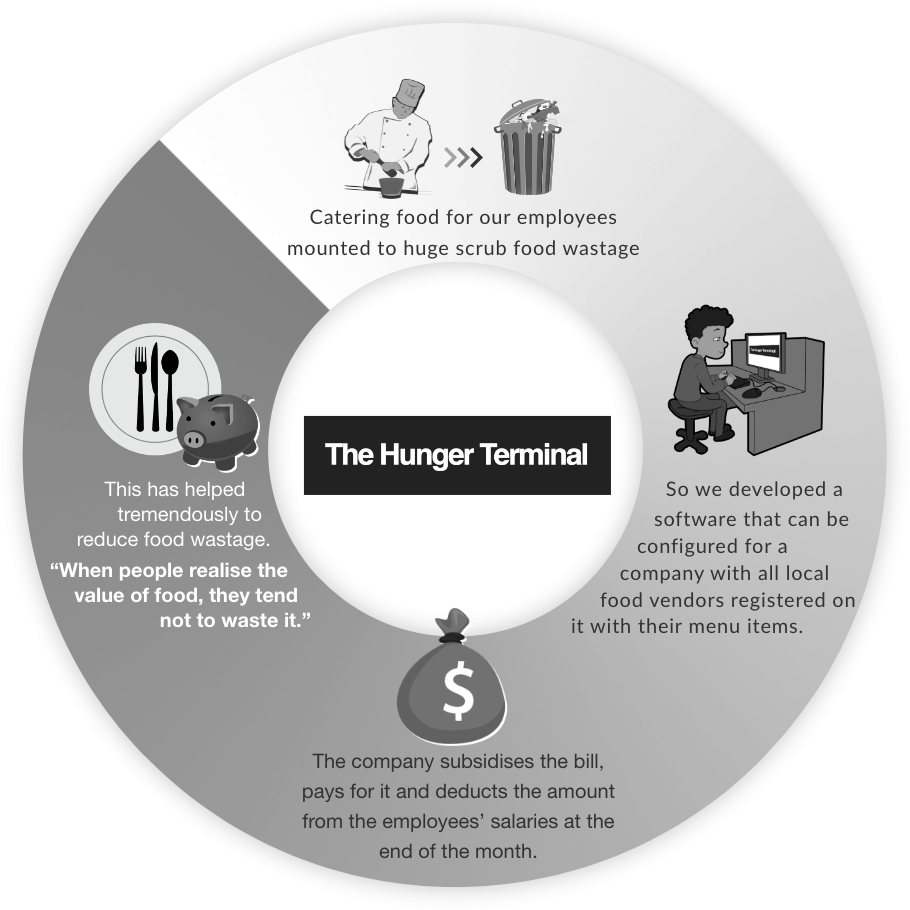 Catering food for our employees
mounted to huge scrub food wastage
The Hunger Terminal
So we developed a
software that can be
configured for a
company with all local
food vendors registered on
it with their menu items.
The Hunger Terminal
$
The company subsidises the bill,
pays for it and deducts the amount
from the employees’ salaries at the
end of the month.
This has helped
tremendously to
reduce food wastage.
“When people realise the
value of food, they tend
not to waste it.”